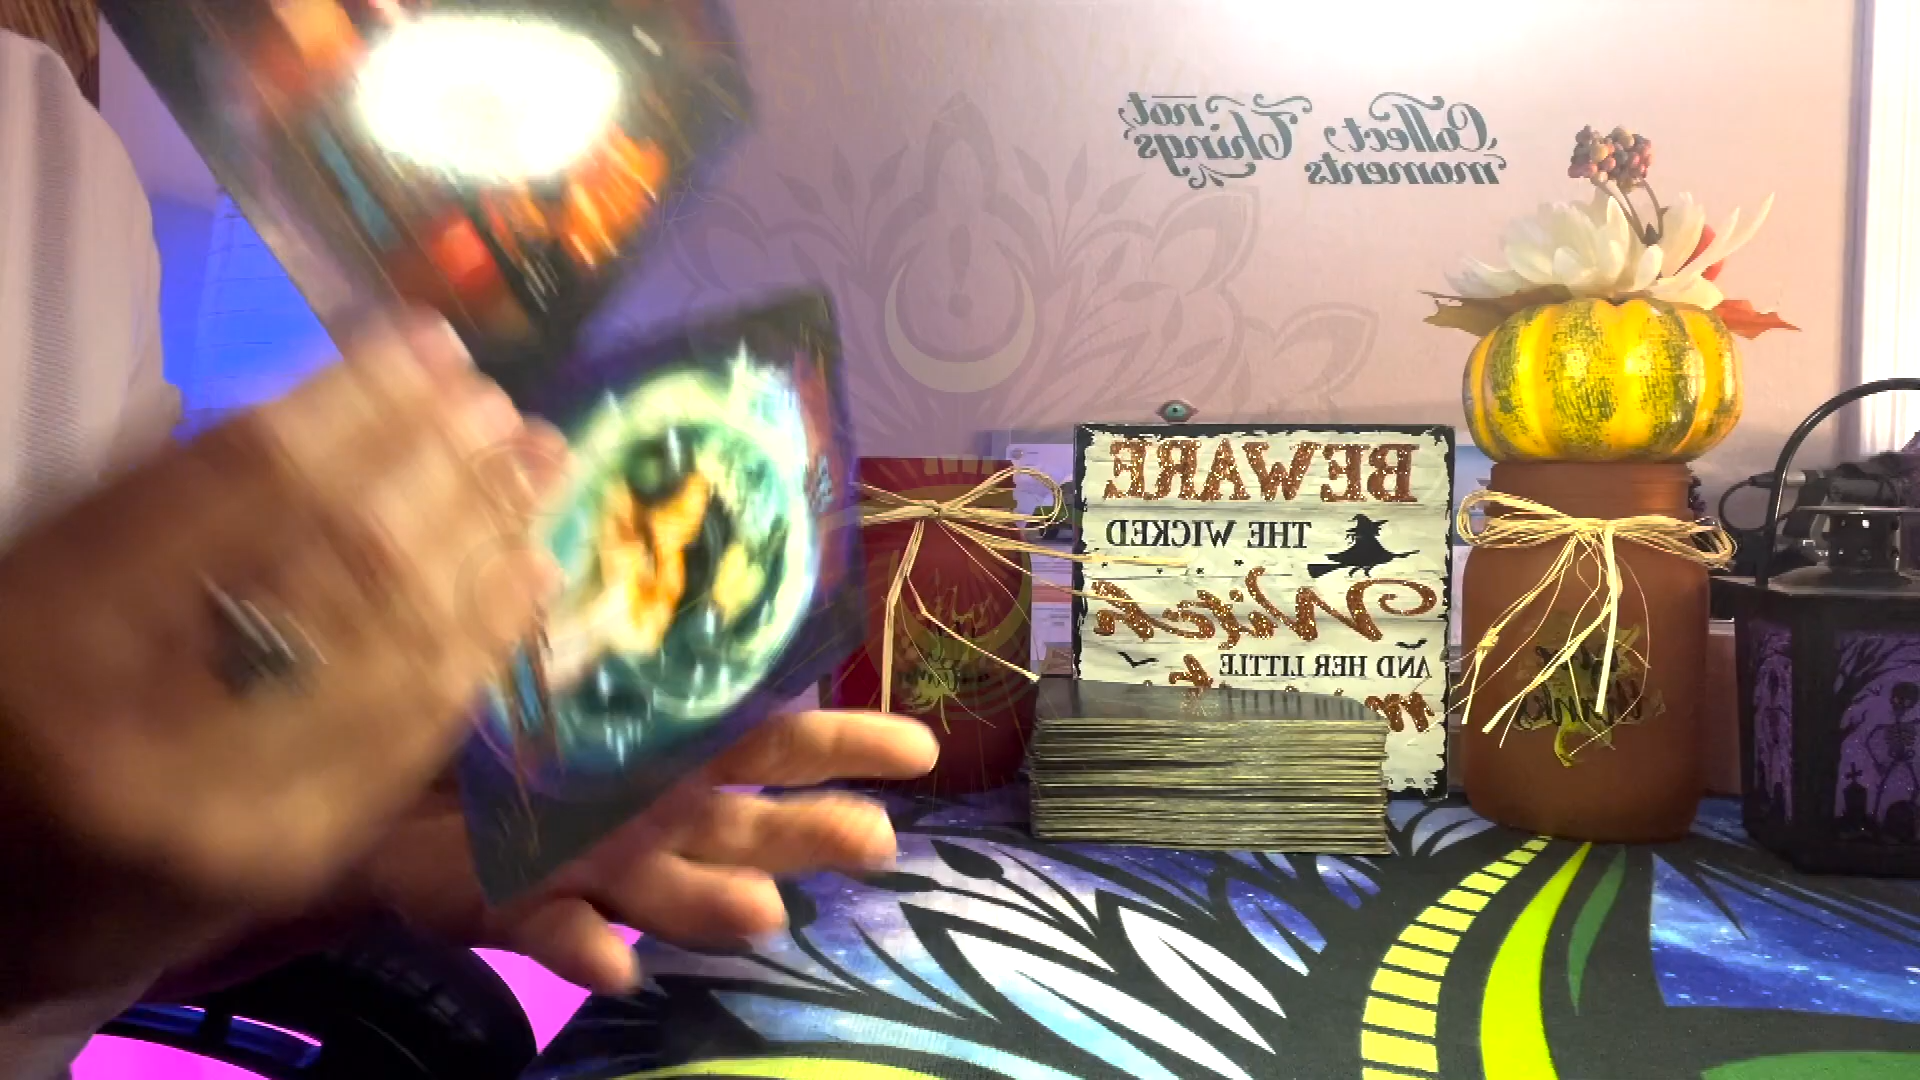 Collect not
moments Things
BEWARE
THE WICKED
Witch
AND HER LITTLE